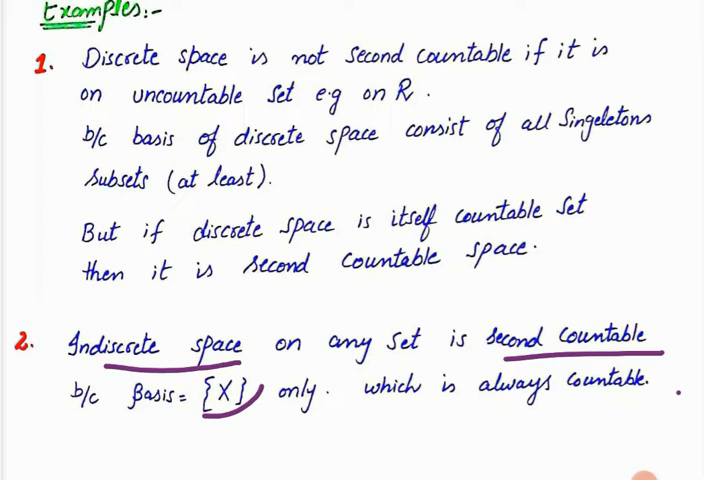 Examples:-
1. Discrete space is not second countable if it is
on uncountable set e.g on R.
b/c basis of discrete space consist of all singeletons
subsets (at least).
But if discrete space is itself countable set
then it is second countable space.
2. Indiscrete space on any set is second countable
b/c Basis = {X} only. which is always countable.